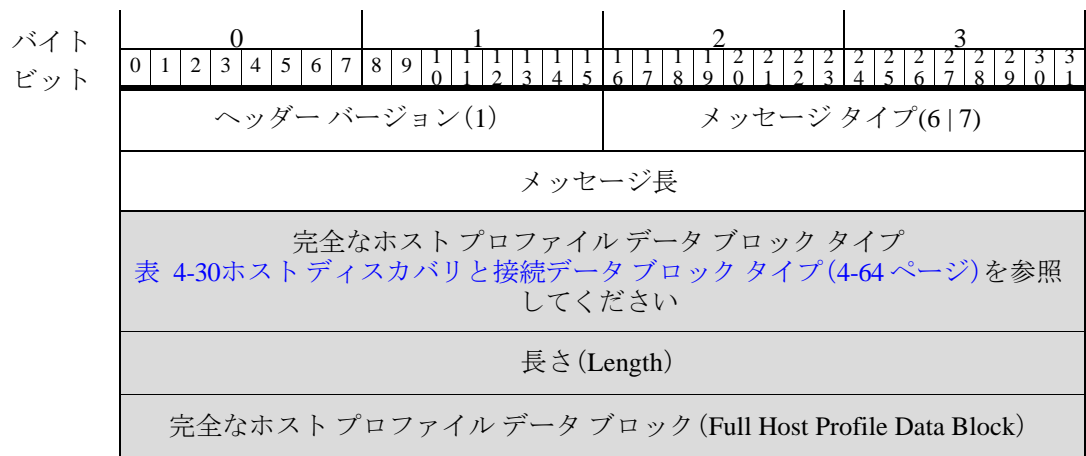 バイト 0 1 2 3
ビット 0 1 2 3 4 5 6 7 8 9 10 11 12 13 14 15 16 17 18 19 20 21 22 23 24 25 26 27 28 29 30 31
ヘッダー バージョン(1) メッセージ タイプ(6 | 7)
メッセージ長
完全なホスト プロファイル データ ブロック タイプ
表 4-30ホスト ディスカバリと接続データ ブロック タイプ(4-64 ページ)を参照
してください
長さ(Length)
完全なホスト プロファイル データ ブロック(Full Host Profile Data Block)